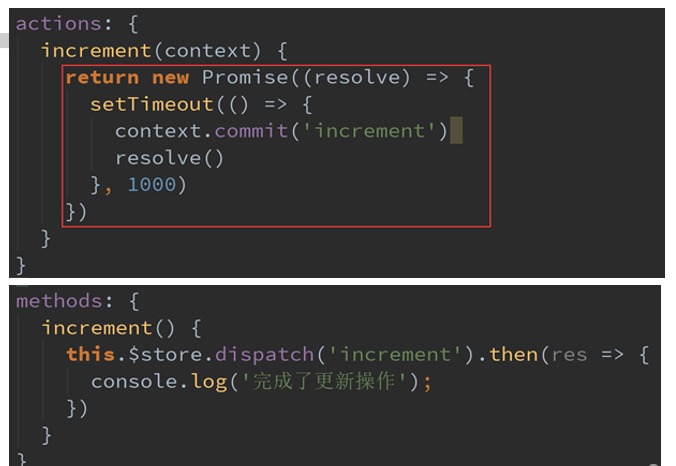 actions: {
  increment(context) {
    return new Promise((resolve) => {
      setTimeout(() => {
        context.commit('increment')
        resolve()
      }, 1000)
    })
  }
}
methods: {
  increment() {
    this.$store.dispatch('increment').then(res => {
      console.log('完成了更新操作');
    })
  }
}